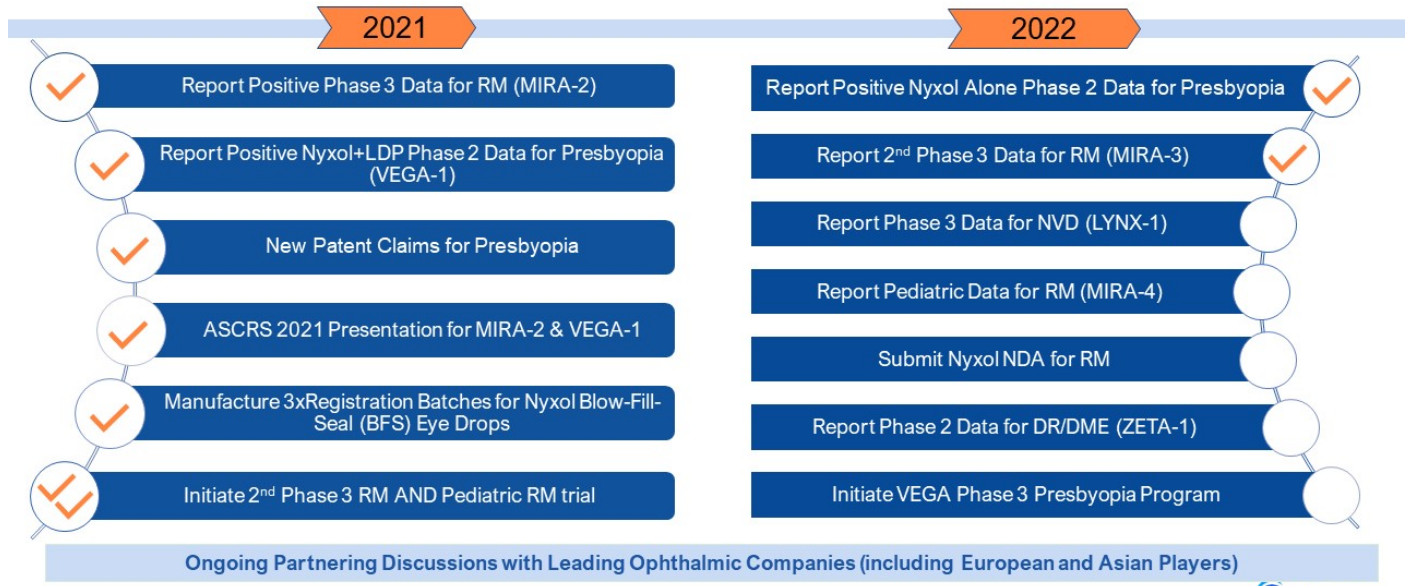 2021
Report Positive Phase 3 Data for RM (MIRA-2)
Report Positive Nyxol+LDP Phase 2 Data for Presbyopia
(VEGA-1)
New Patent Claims for Presbyopia
ASCRS 2021 Presentation for MIRA-2 & VEGA-1
Manufacture 3xRegistration Batches for Nyxol Blow-Fill-
Seal (BFS) Eye Drops
Initiate 2nd Phase 3 RM AND Pediatric RM trial
2022
Report Positive Nyxol Alone Phase 2 Data for Presbyopia
Report 2nd Phase 3 Data for RM (MIRA-3)
Report Phase 3 Data for NVD (LYNX-1)
Report Pediatric Data for RM (MIRA-4)
Submit Nyxol NDA for RM
Report Phase 2 Data for DR/DME (ZETA-1)
Initiate VEGA Phase 3 Presbyopia Program
Ongoing Partnering Discussions with Leading Ophthalmic Companies (including European and Asian Players)